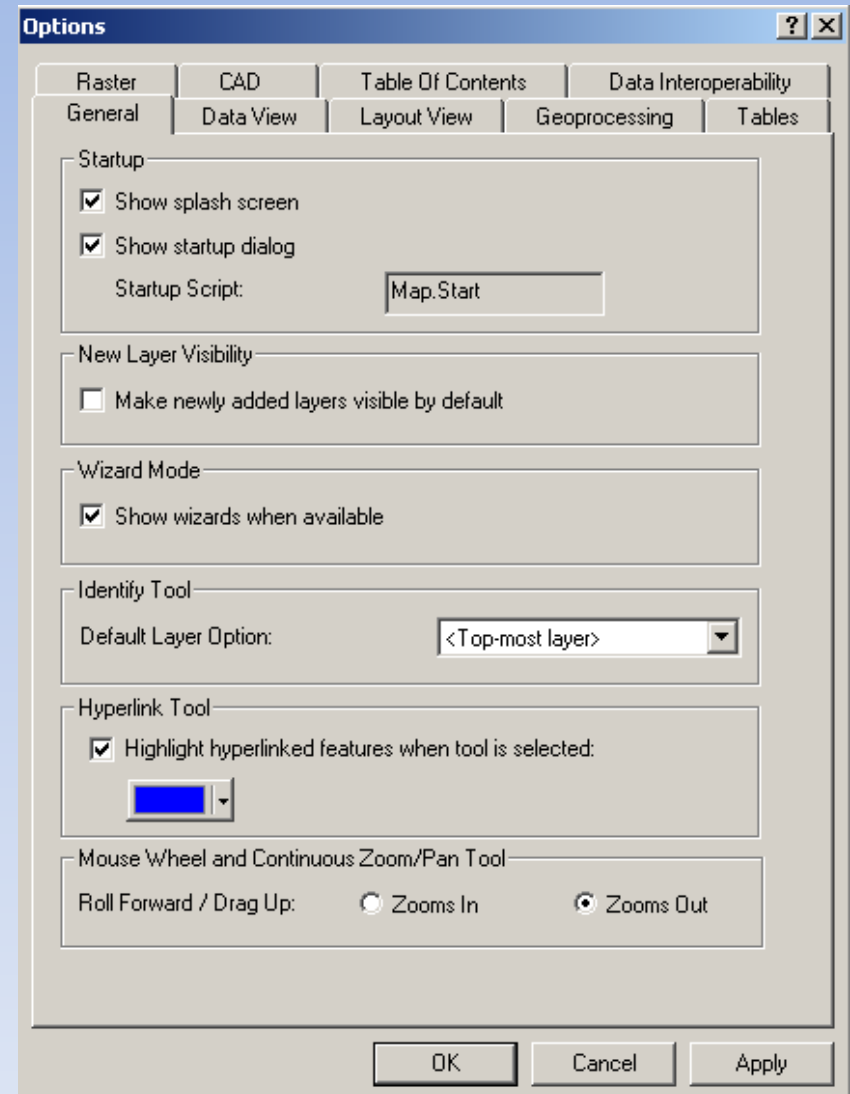 Options
Raster CAD Table Of Contents Data Interoperability
General Data View Layout View Geoprocessing Tables
Startup
Show splash screen
Show startup dialog
Startup Script: Map.Start
New Layer Visibility
Make newly added layers visible by default
Wizard Mode
Show wizards when available
Identify Tool
Default Layer Option: <Top-most layer>
Hyperlink Tool
Highlight hyperlinked features when tool is selected:
Mouse Wheel and Continuous Zoom/Pan Tool
Roll Forward / Drag Up: Zooms In Zooms Out
OK Cancel Apply